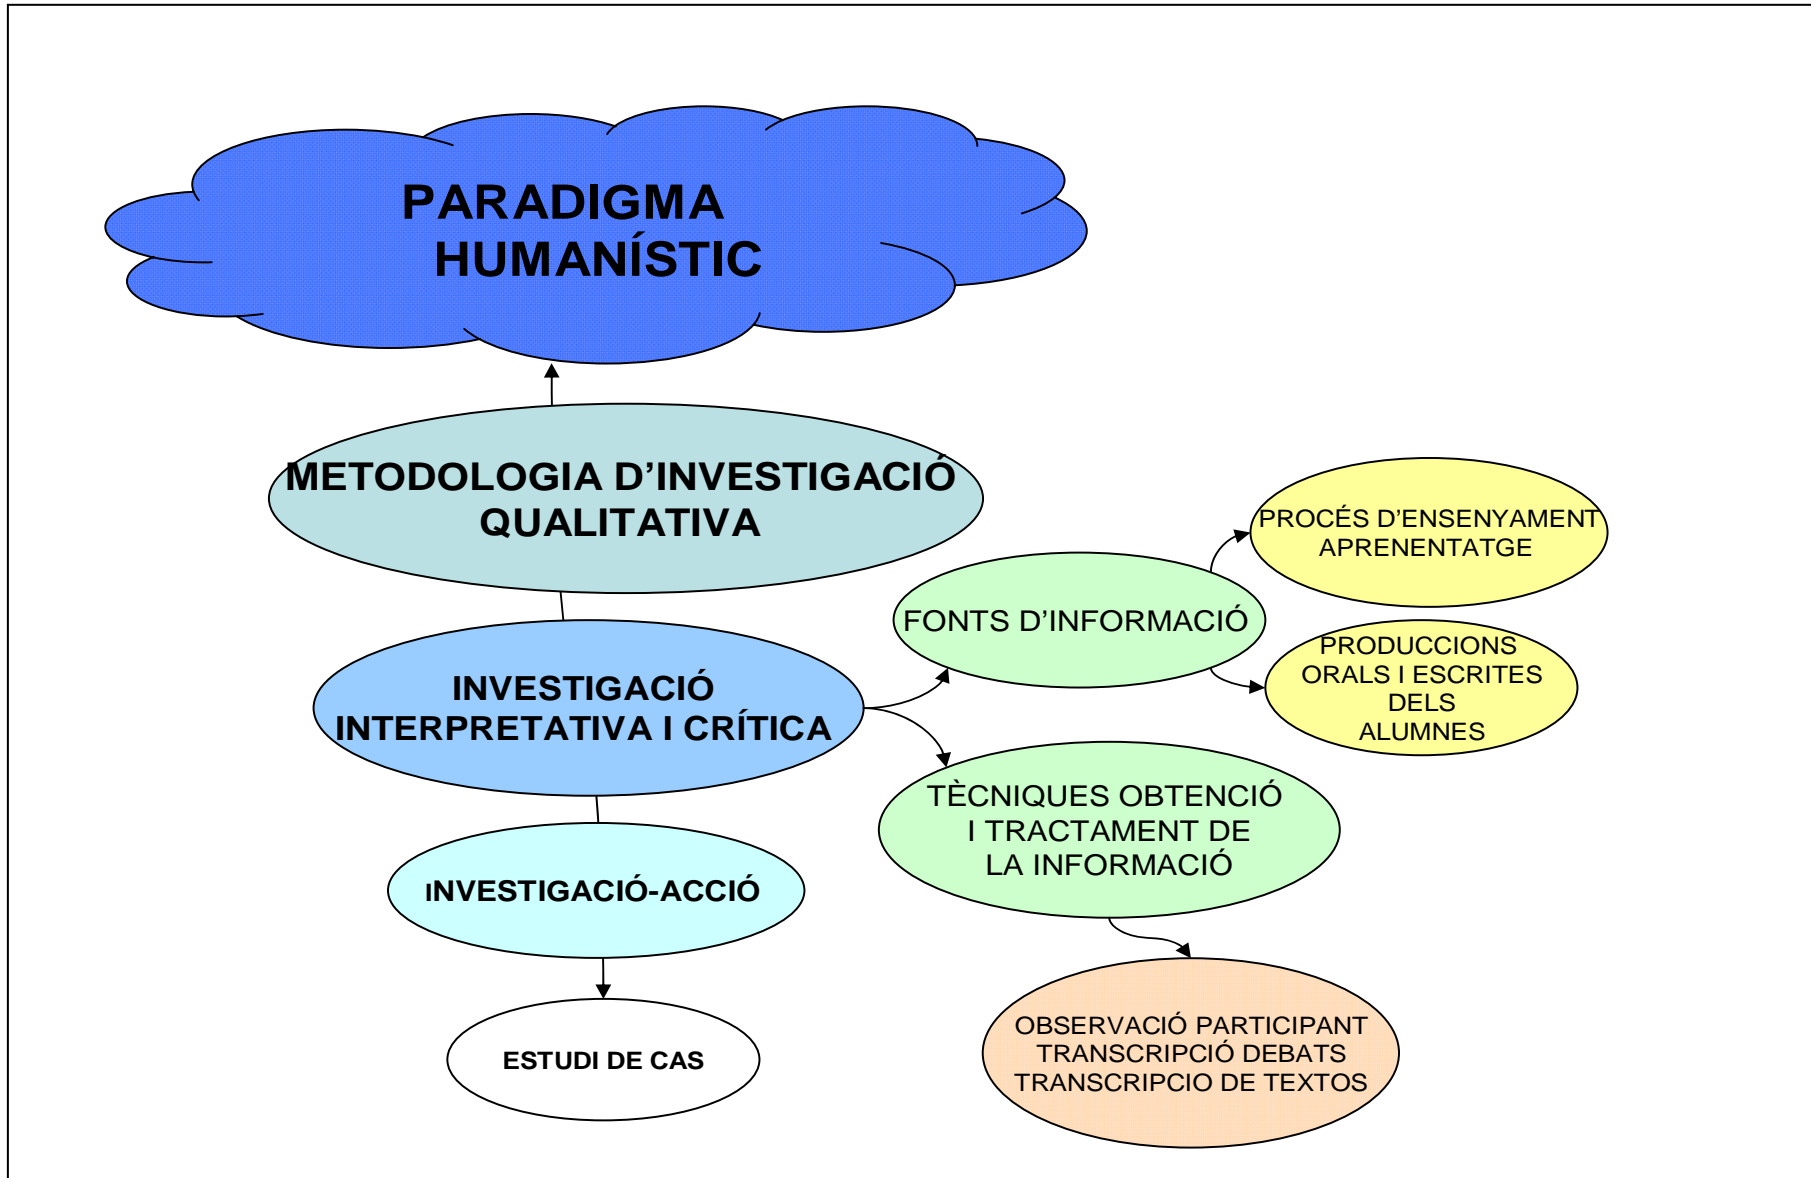 PARADIGMA
HUMANÍSTIC
METODOLOGIA D’INVESTIGACIÓ
QUALITATIVA
INVESTIGACIÓ
INTERPRETATIVA I CRÍTICA
INVESTIGACIÓ-ACCIÓ
ESTUDI DE CAS
FONTS D’INFORMACIÓ
PROCÉS D’ENSENYAMENT
APRENENTATGE
PRODUCCIONS
ORALS I ESCRITES
DELS
ALUMNES
TÈCNIQUES OBTENCIÓ
I TRACTAMENT DE
LA INFORMACIÓ
OBSERVACIÓ PARTICIPANT
TRANSCRIPCIÓ DEBATS
TRANSCRIPCIO DE TEXTOS